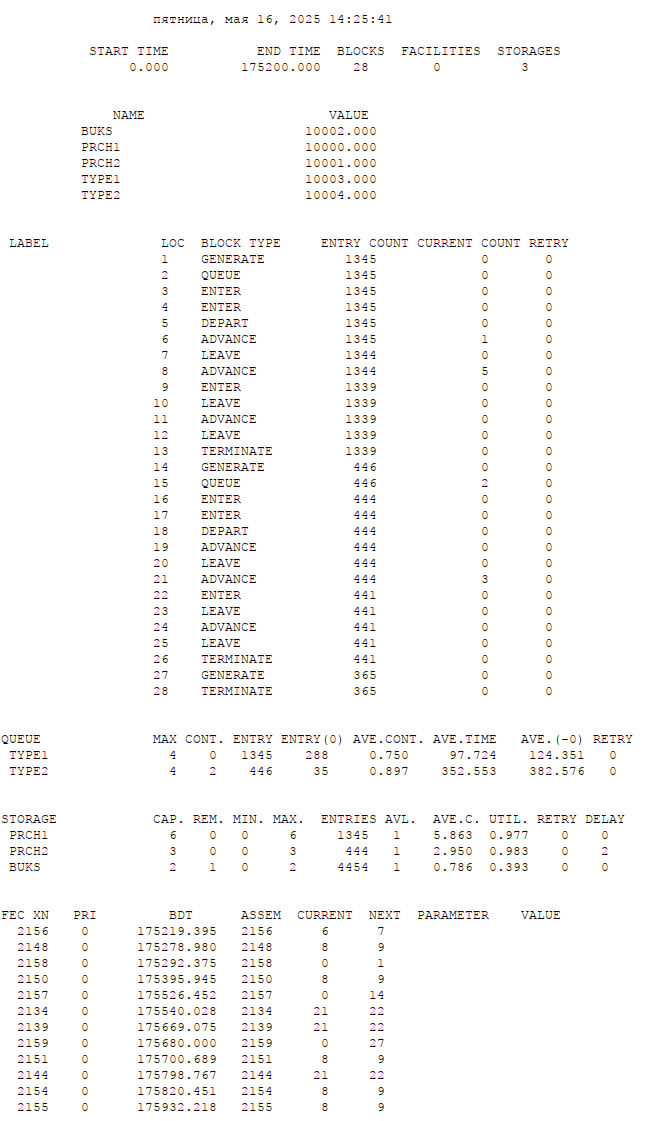 пятница, мая 16, 2025 14:25:41
START TIME END TIME BLOCKS FACILITIES STORAGES
0.000 175200.000 28 0 3
NAME VALUE
BUKS 10002.000
PRCH1 10000.000
PRCH2 10001.000
TYPE1 10003.000
TYPE2 10004.000
LABEL LOC BLOCK TYPE ENTRY COUNT CURRENT COUNT RETRY
1 GENERATE 1345 0 0
2 QUEUE 1345 0 0
3 ENTER 1345 0 0
4 ENTER 1345 0 0
5 DEPART 1345 0 0
6 ADVANCE 1345 1 0
7 LEAVE 1344 0 0
8 ADVANCE 1344 5 0
9 ENTER 1339 0 0
10 LEAVE 1339 0 0
11 ADVANCE 1339 0 0
12 LEAVE 1339 0 0
13 TERMINATE 1339 0 0
14 GENERATE 446 0 0
15 QUEUE 446 2 0
16 ENTER 444 0 0
17 ENTER 444 0 0
18 DEPART 444 0 0
19 ADVANCE 444 0 0
20 LEAVE 444 0 0
21 ADVANCE 444 3 0
22 ENTER 441 0 0
23 LEAVE 441 0 0
24 ADVANCE 441 0 0
25 LEAVE 441 0 0
26 TERMINATE 441 0 0
27 GENERATE 365 0 0
28 TERMINATE 365 0 0
QUEUE MAX CONT. ENTRY ENTRY(0) AVE.CONT. AVE.TIME AVE.(-0) RETRY
TYPE1 4 0 1345 288 0.750 97.724 124.351 0
TYPE2 4 2 446 35 0.897 352.553 382.576 0
STORAGE CAP. REM. MIN. MAX. ENTRIES AVL. AVE.C. UTIL. RETRY DELAY
PRCH1 6 0 0 6 1345 1 5.863 0.977 0 0
PRCH2 3 0 0 3 444 1 2.950 0.983 0 2
BUKS 2 1 0 2 4454 1 0.786 0.393 0 0
FEC XN PRI BDT ASSEM CURRENT NEXT PARAMETER VALUE
2156 0 175219.395 2156 6 7
2148 0 175278.980 2148 8 9
2158 0 175292.375 2158 0 1
2150 0 175395.945 2150 8 9
2157 0 175526.452 2157 0 14
2134 0 175540.028 2134 21 22
2139 0 175669.075 2139 21 22
2159 0 175680.000 2159 0 27
2151 0 175700.689 2151 8 9
2144 0 175798.767 2144 21 22
2154 0 175820.451 2154 8 9
2155 0 175932.218 2155 8 9